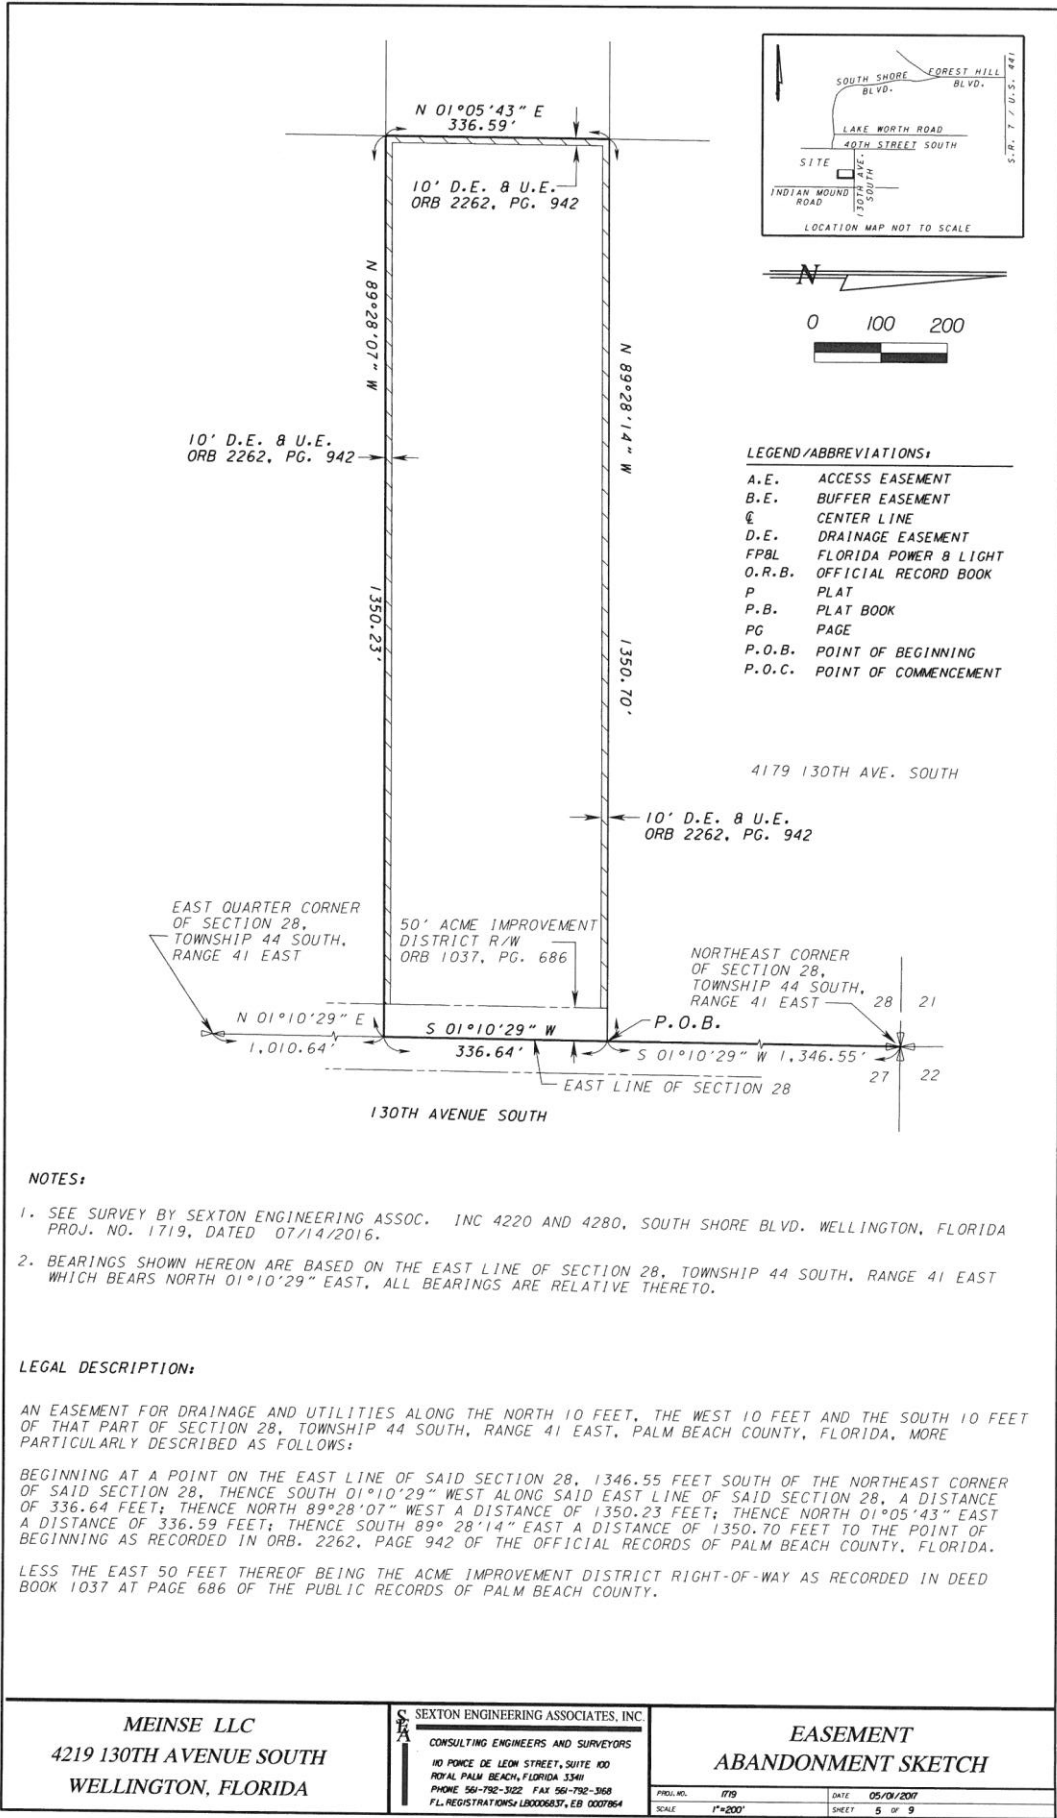 N 01°05'43" E
336.59'
10' D.E. & U.E.
ORB 2262, PG. 942
N 89°28'07" W
N 89°28'14" W
10' D.E. & U.E.
ORB 2262, PG. 942
1350.23'
1350.70'
10' D.E. & U.E.
ORB 2262, PG. 942
SOUTH SHORE
BLVD.
FOREST HILL
BLVD.
S.R. 7 / U.S. 441
LAKE WORTH ROAD
40TH STREET SOUTH
SITE
130TH AVE.
SOUTH
INDIAN MOUND
ROAD
LOCATION MAP NOT TO SCALE
N
0 100 200
LEGEND/ABBREVIATIONS:
A.E. ACCESS EASEMENT
B.E. BUFFER EASEMENT
℄ CENTER LINE
D.E. DRAINAGE EASEMENT
FP&L FLORIDA POWER & LIGHT
O.R.B. OFFICIAL RECORD BOOK
P PLAT
P.B. PLAT BOOK
PG PAGE
P.O.B. POINT OF BEGINNING
P.O.C. POINT OF COMMENCEMENT
4179 130TH AVE. SOUTH
EAST QUARTER CORNER
OF SECTION 28,
TOWNSHIP 44 SOUTH,
RANGE 41 EAST
50' ACME IMPROVEMENT
DISTRICT R/W
ORB 1037, PG. 686
NORTHEAST CORNER
OF SECTION 28,
TOWNSHIP 44 SOUTH,
RANGE 41 EAST
28 21
N 01°10'29" E
1,010.64'
S 01°10'29" W
336.64'
P.O.B.
S 01°10'29" W 1,346.55'
27 22
EAST LINE OF SECTION 28
130TH AVENUE SOUTH
NOTES:
1. SEE SURVEY BY SEXTON ENGINEERING ASSOC. INC 4220 AND 4280, SOUTH SHORE BLVD. WELLINGTON, FLORIDA
PROJ. NO. 1719, DATED 07/14/2016.
2. BEARINGS SHOWN HEREON ARE BASED ON THE EAST LINE OF SECTION 28, TOWNSHIP 44 SOUTH, RANGE 41 EAST
WHICH BEARS NORTH 01°10'29" EAST, ALL BEARINGS ARE RELATIVE THERETO.
LEGAL DESCRIPTION:
AN EASEMENT FOR DRAINAGE AND UTILITIES ALONG THE NORTH 10 FEET, THE WEST 10 FEET AND THE SOUTH 10 FEET
OF THAT PART OF SECTION 28, TOWNSHIP 44 SOUTH, RANGE 41 EAST, PALM BEACH COUNTY, FLORIDA, MORE
PARTICULARLY DESCRIBED AS FOLLOWS:
BEGINNING AT A POINT ON THE EAST LINE OF SAID SECTION 28, 1346.55 FEET SOUTH OF THE NORTHEAST CORNER
OF SAID SECTION 28, THENCE SOUTH 01°10'29" WEST ALONG SAID EAST LINE OF SAID SECTION 28, A DISTANCE
OF 336.64 FEET; THENCE NORTH 89°28'07" WEST A DISTANCE OF 1350.23 FEET; THENCE NORTH 01°05'43" EAST
A DISTANCE OF 336.59 FEET; THENCE SOUTH 89° 28'14" EAST A DISTANCE OF 1350.70 FEET TO THE POINT OF
BEGINNING AS RECORDED IN ORB. 2262, PAGE 942 OF THE OFFICIAL RECORDS OF PALM BEACH COUNTY, FLORIDA.
LESS THE EAST 50 FEET THEREOF BEING THE ACME IMPROVEMENT DISTRICT RIGHT-OF-WAY AS RECORDED IN DEED
BOOK 1037 AT PAGE 686 OF THE PUBLIC RECORDS OF PALM BEACH COUNTY.
MEINSE LLC
4219 130TH AVENUE SOUTH
WELLINGTON, FLORIDA
SEA
SEXTON ENGINEERING ASSOCIATES, INC.
CONSULTING ENGINEERS AND SURVEYORS
110 PONCE DE LEON STREET, SUITE 100
ROYAL PALM BEACH, FLORIDA 33411
PHONE 561-792-3122 FAX 561-792-3168
FL. REGISTRATIONS: LB0006837, EB 0007864
EASEMENT
ABANDONMENT SKETCH
PROJ. NO. 1719
DATE 05/01/2017
SCALE 1"=200'
SHEET 5 OF 9